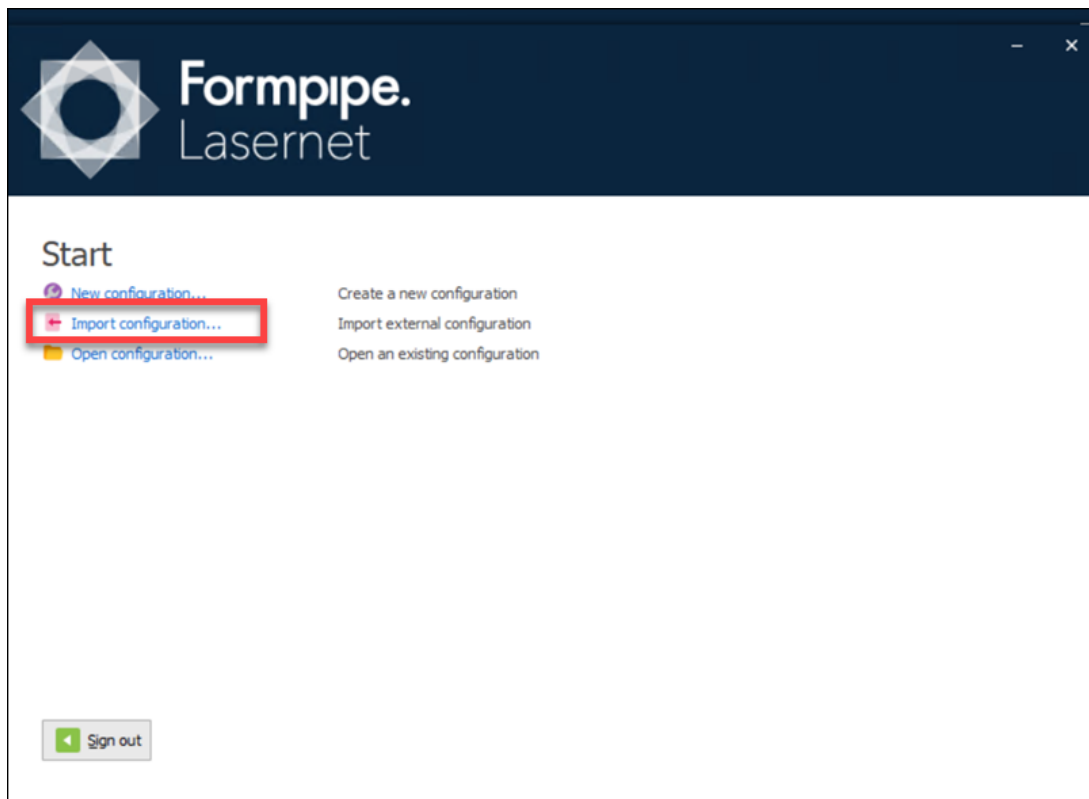 Formpipe.
Lasernet
Start
New configuration... Create a new configuration
Import configuration... Import external configuration
Open configuration... Open an existing configuration
Sign out